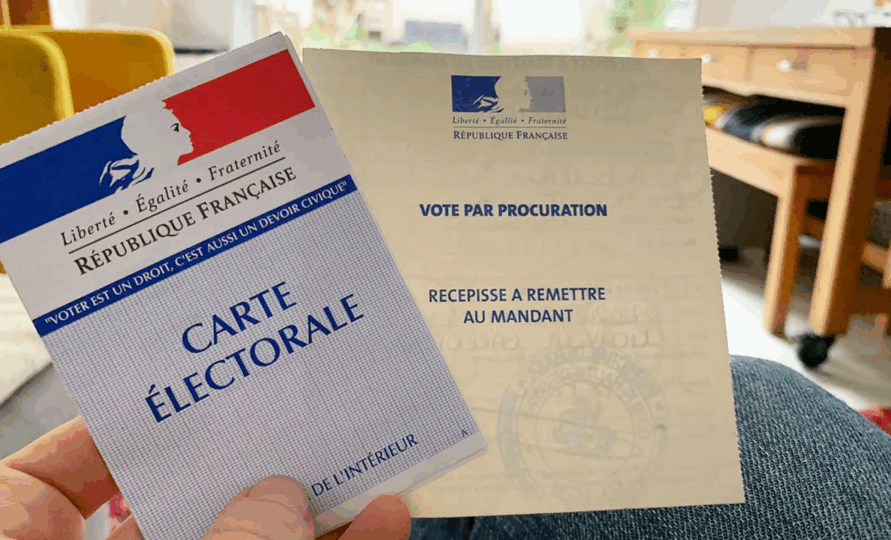 Liberté • Égalité • Fraternité
RÉPUBLIQUE FRANÇAISE
"VOTER EST UN DROIT, C'EST AUSSI UN DEVOIR CIVIQUE"
CARTE
ÉLECTORALE
DE L'INTÉRIEUR
Liberté • Égalité • Fraternité
RÉPUBLIQUE FRANÇAISE
VOTE PAR PROCURATION
RECEPISSE A REMETTRE
AU MANDANT